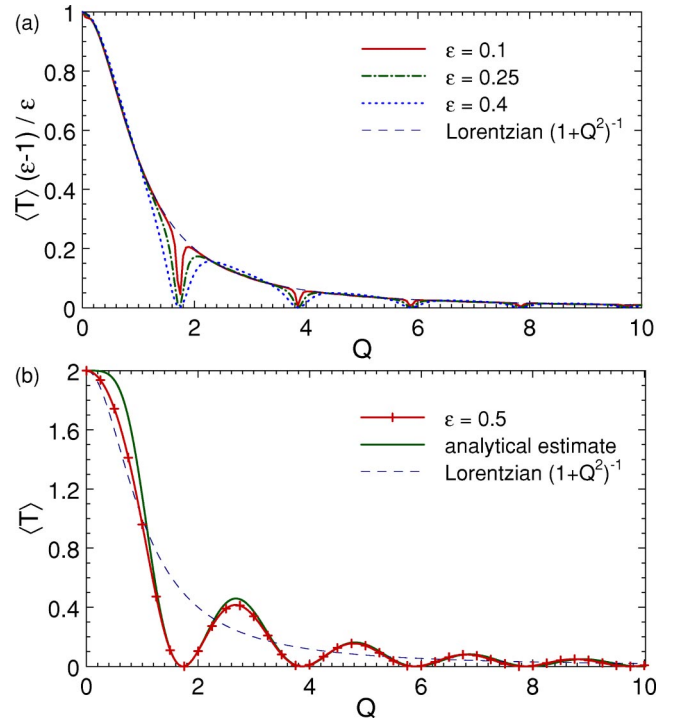 (a)
1
0.8
0.6
0.4
0.2
0
⟨T⟩ (ε-1) / ε
ε = 0.1
ε = 0.25
ε = 0.4
Lorentzian (1+Q²)⁻¹
0 2 4 6 8 10
Q
(b)
2
1.6
1.2
0.8
0.4
0
⟨T⟩
ε = 0.5
analytical estimate
Lorentzian (1+Q²)⁻¹
0 2 4 6 8 10
Q